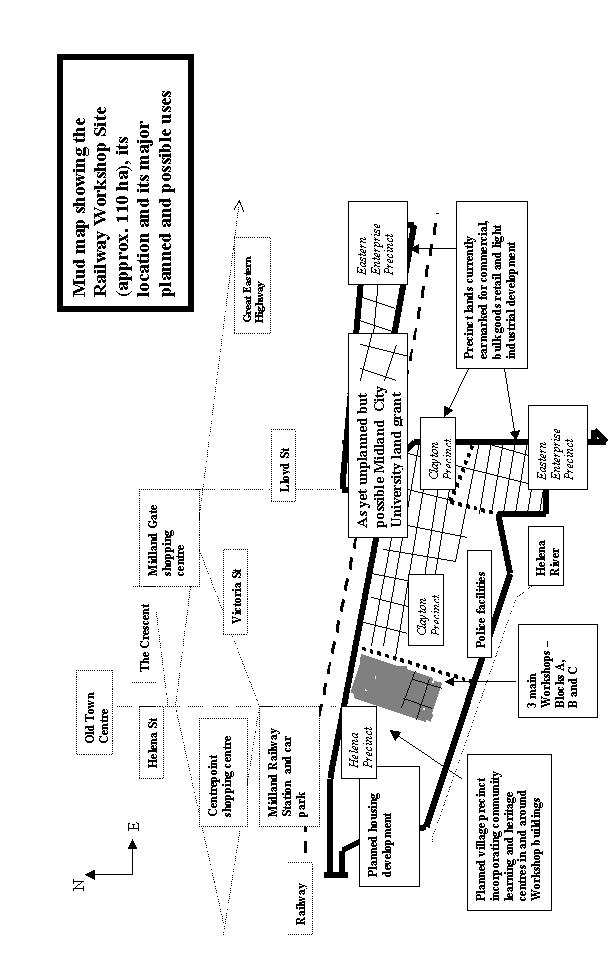 Mud map showing the
Railway Workshop Site
(approx. 110 ha), its
location and its major
planned and possible uses
N
E
Old Town
Centre
Helena St
The Crescent
Midland Gate
shopping
centre
Great Eastern
Highway
Centrepoint
shopping centre
Victoria St
Lloyd St
Midland Railway
Station and car
park
Railway
Planned housing
development
Helena
Precinct
As yet unplanned but
possible Midland City
University land grant
Eastern
Enterprise
Precinct
Clayton
Precinct
Clayton
Precinct
Precinct lands currently
earmarked for commercial,
bulk goods retail and light
industrial development
Police facilities
Eastern
Enterprise
Precinct
Helena
River
3 main
Workshops –
Blocks A,
B and C
Planned village precinct
incorporating community
learning and heritage
centres in and around
Workshop buildings